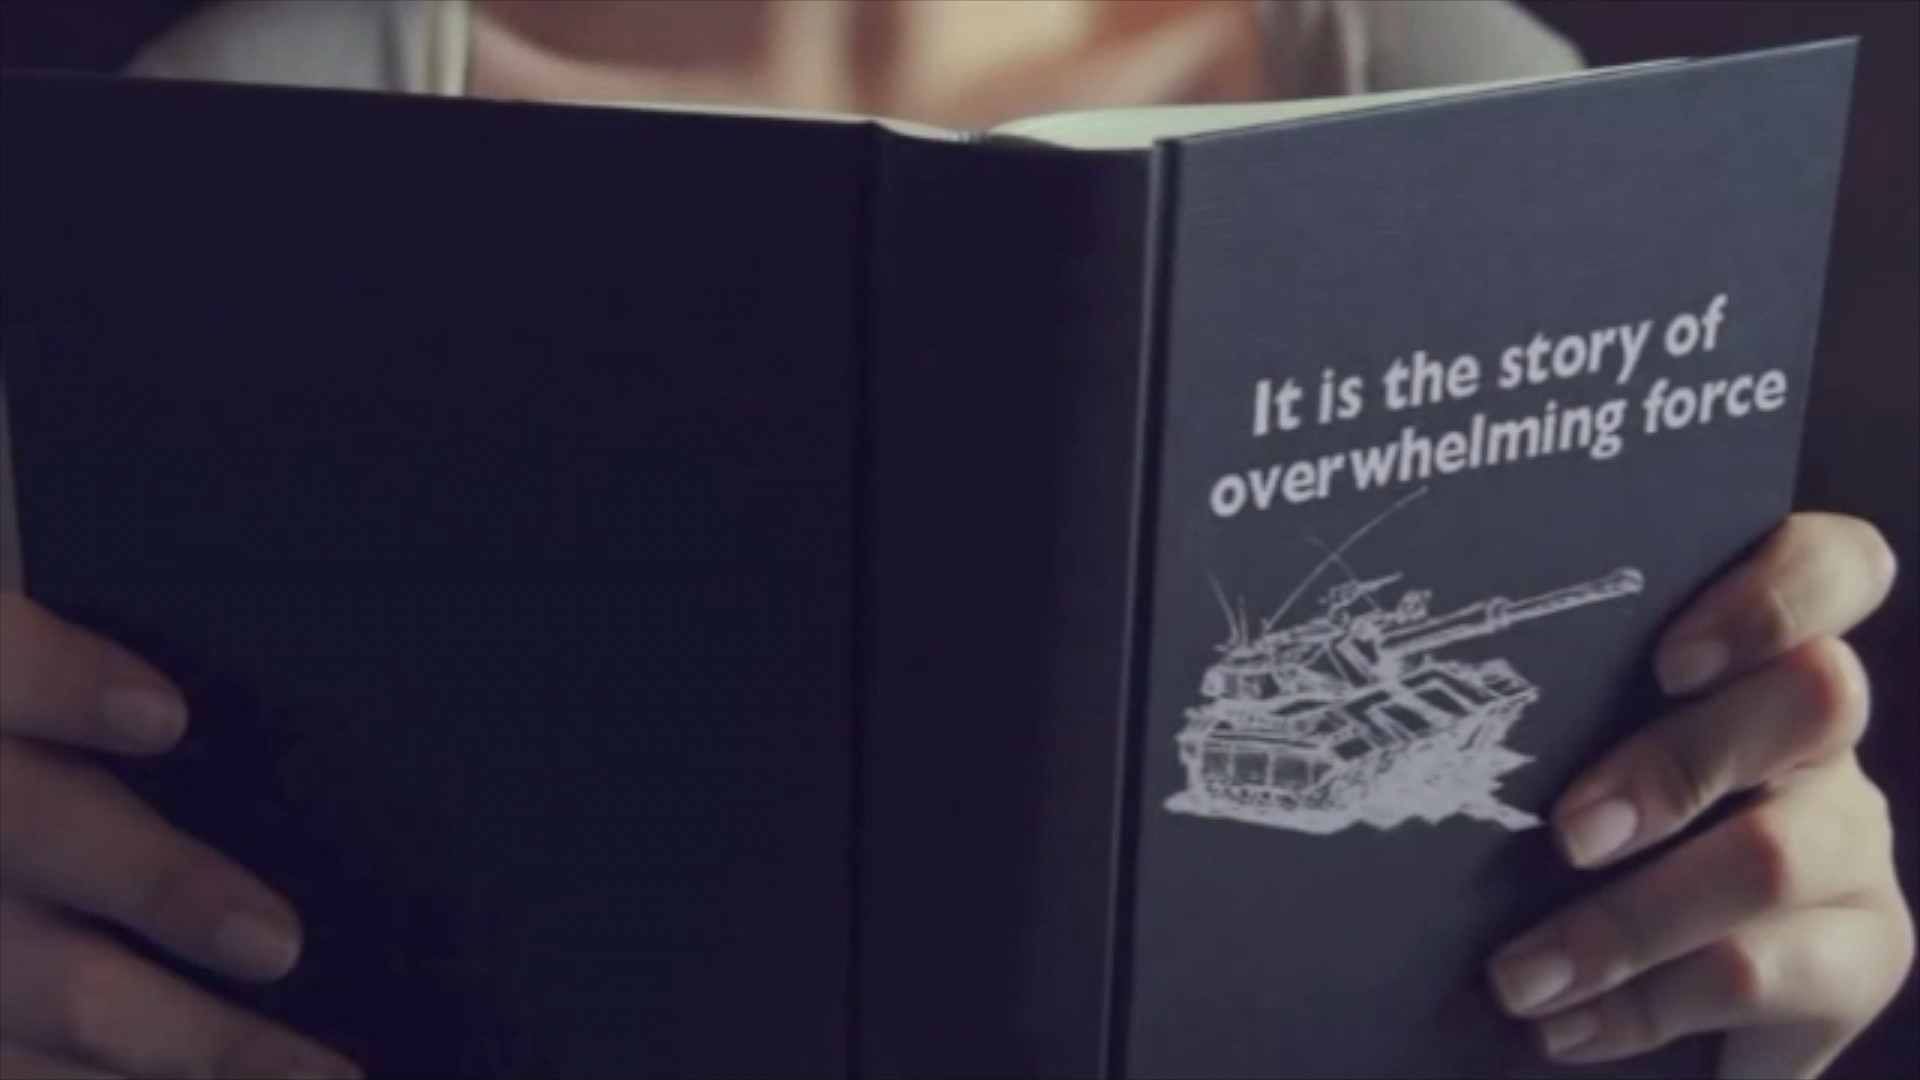 It is the story of
overwhelming force